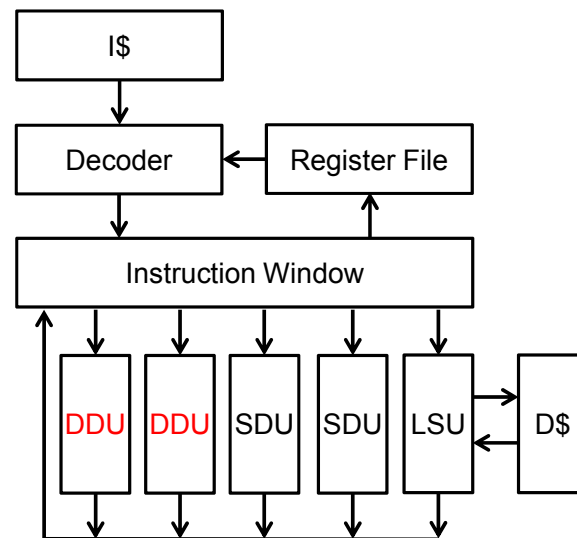 I$
Decoder
Register File
Instruction Window
DDU DDU SDU SDU LSU D$